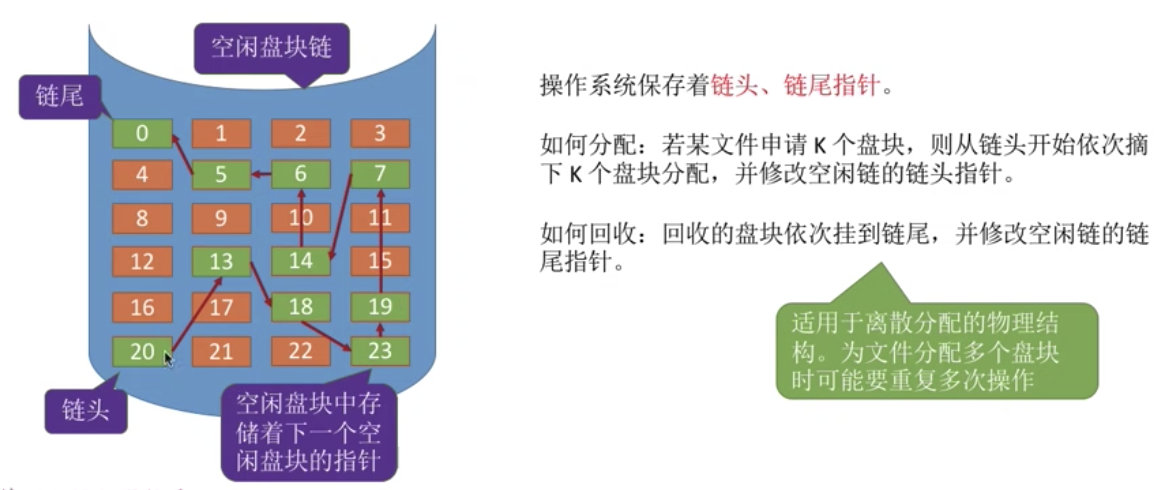 空闲盘块链
链尾
0 1 2 3
4 5 6 7
8 9 10 11
12 13 14 15
16 17 18 19
20 21 22 23
链头
空闲盘块中存
储着下一个空
闲盘块的指针
操作系统保存着链头、链尾指针。
如何分配：若某文件申请 K 个盘块，则从链头开始依次摘
下 K 个盘块分配，并修改空闲链的链头指针。
如何回收：回收的盘块依次挂到链尾，并修改空闲链的链
尾指针。
适用于离散分配的物理结
构。为文件分配多个盘块
时可能要重复多次操作